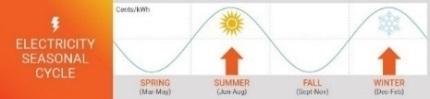 ELECTRICITY
SEASONAL
CYCLE
Cents/kWh
SPRING
(Mar-May)
SUMMER
(Jun-Aug)
FALL
(Sept-Nov)
WINTER
(Dec-Feb)